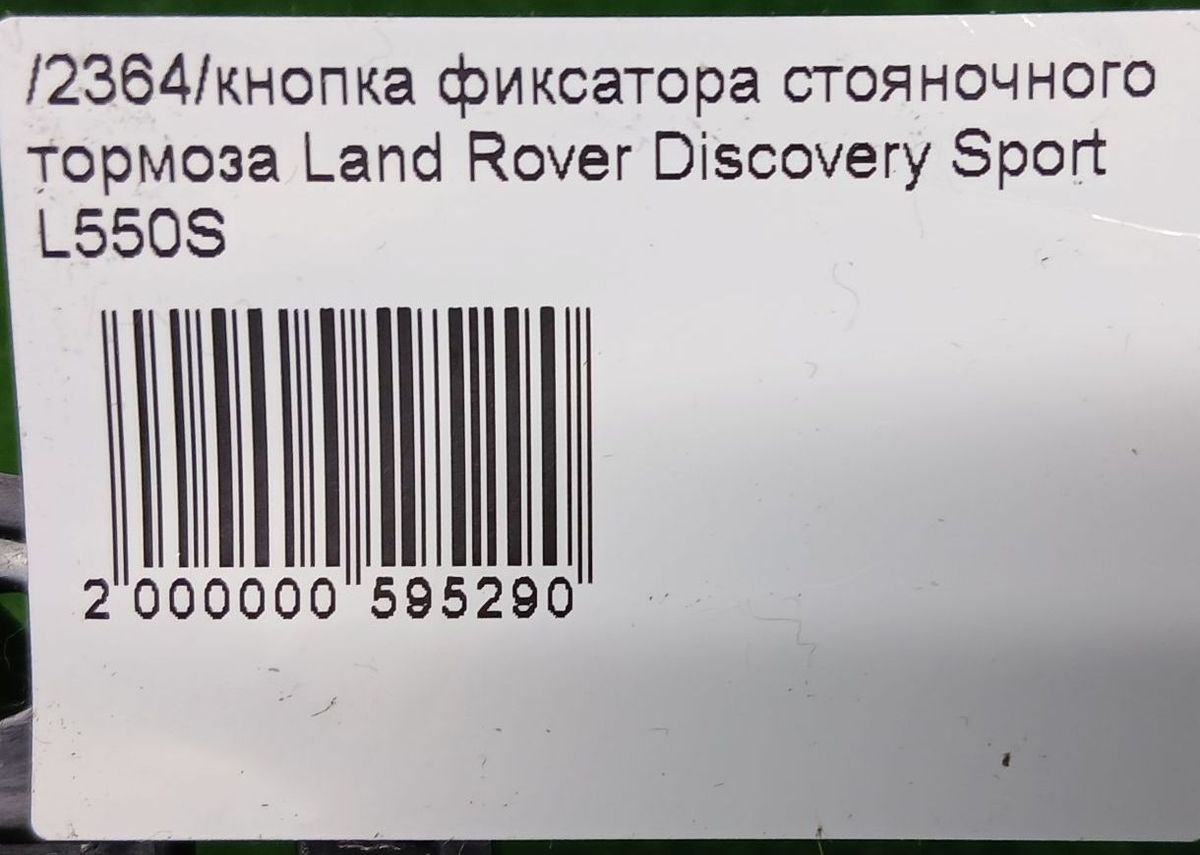 /2364/кнопка фиксатора стояночного
тормоза Land Rover Discovery Sport
L550S
2 000000 595290